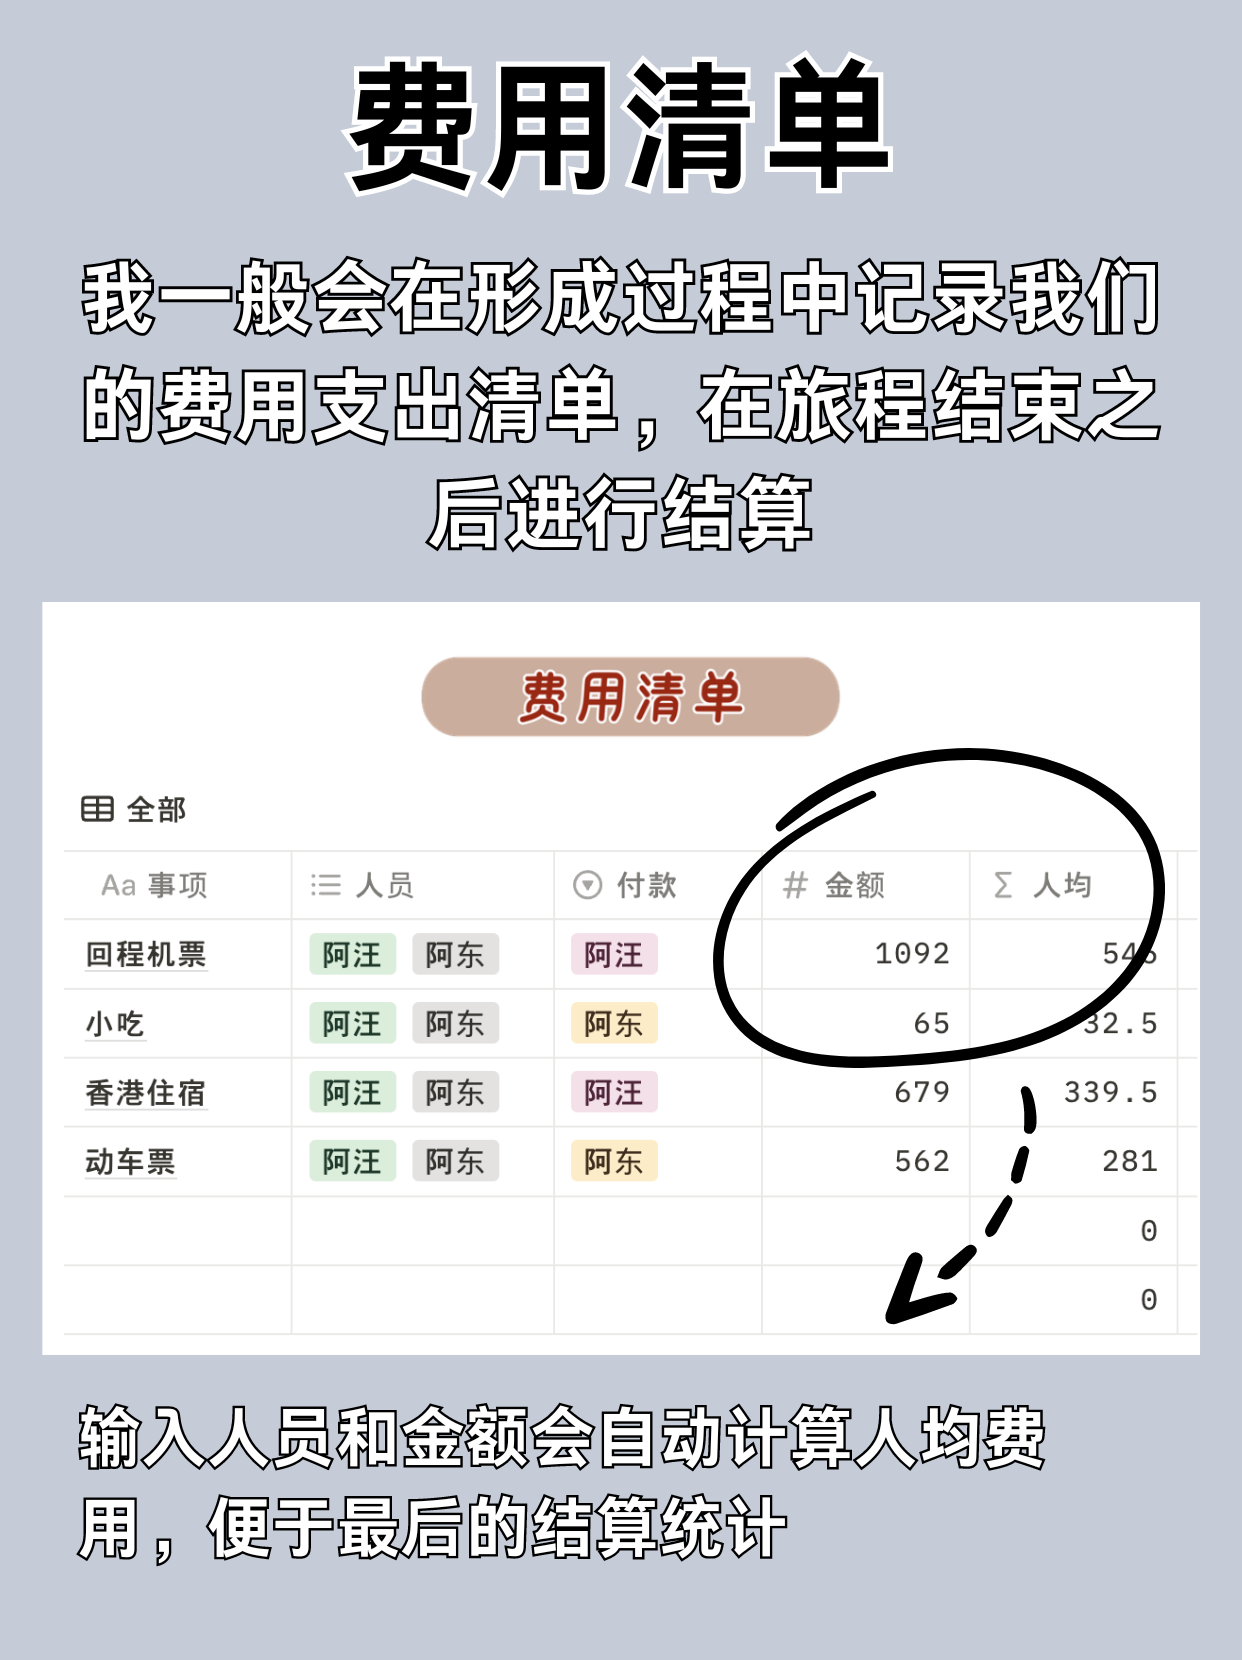 费用清单
我一般会在形成过程中记录我们
的费用支出清单，在旅程结束之
后进行结算
费用清单
全部
Aa 事项 人员 付款 # 金额 Σ 人均
回程机票 阿汪 阿东 阿汪 1092 546
小吃 阿汪 阿东 阿东 65 32.5
香港住宿 阿汪 阿东 阿汪 679 339.5
动车票 阿汪 阿东 阿东 562 281
0
0
输入人员和金额会自动计算人均费
用，便于最后的结算统计